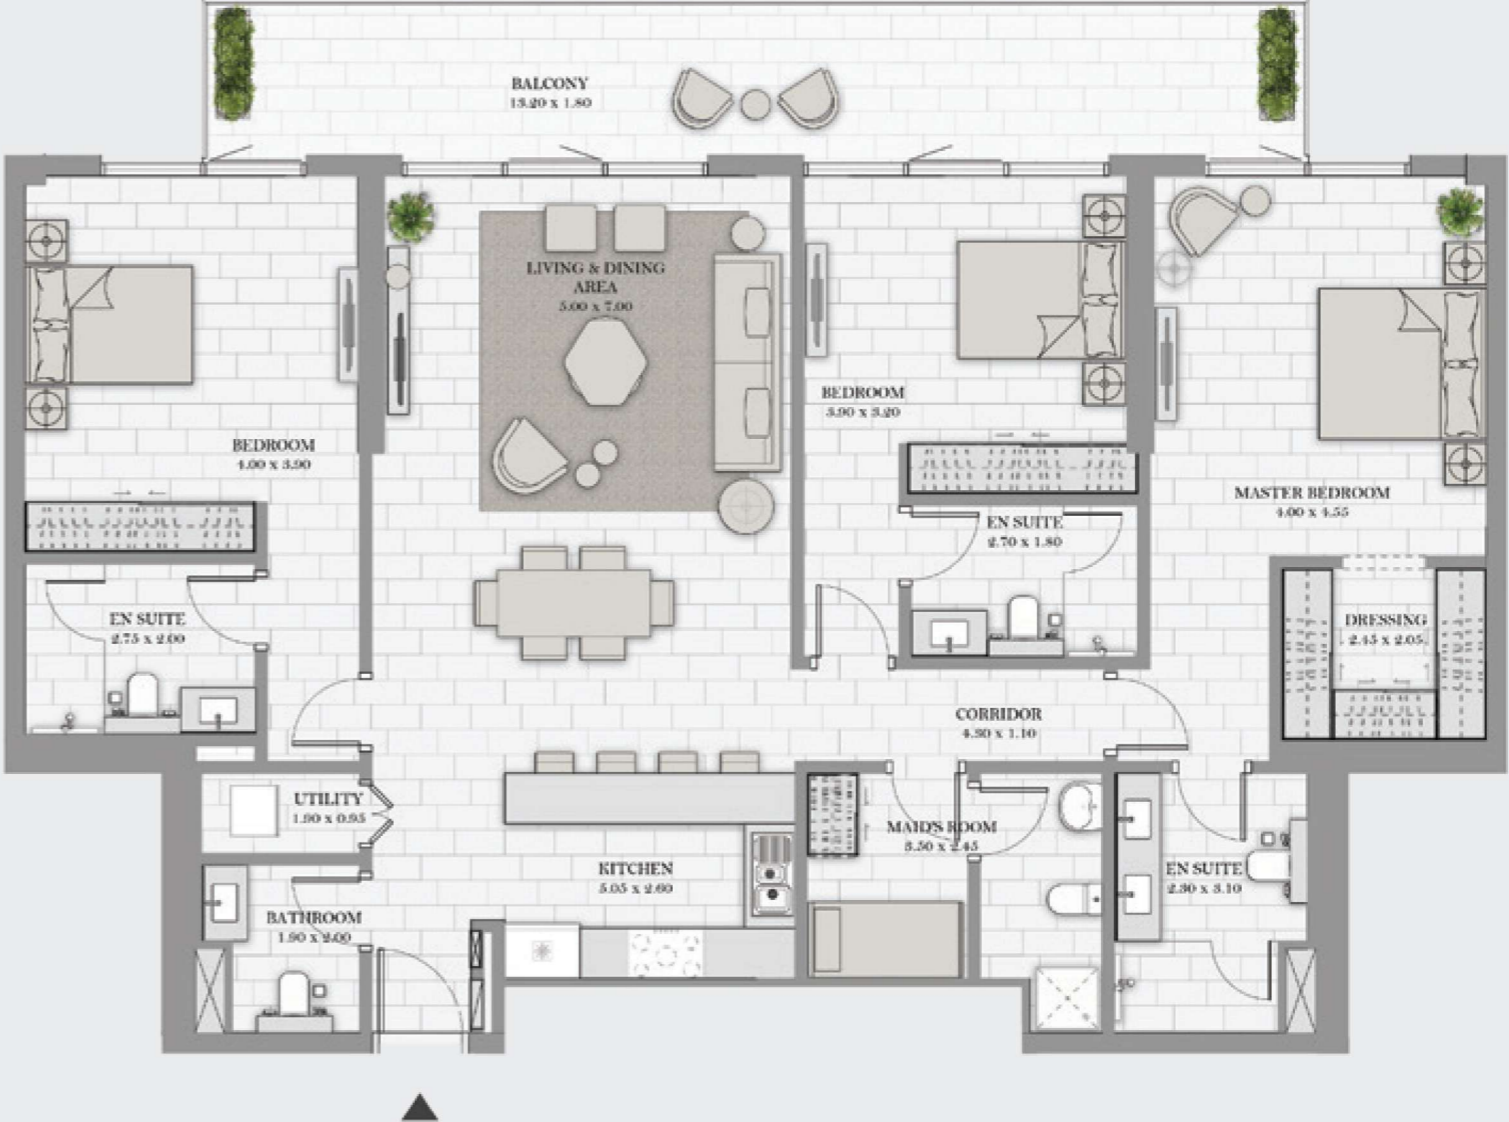 BALCONY
13.20 x 1.80
LIVING & DINING
AREA
5.00 x 7.00
BEDROOM
3.90 x 3.20
BEDROOM
4.00 x 3.90
MASTER BEDROOM
4.00 x 4.55
EN SUITE
2.70 x 1.80
EN SUITE
2.75 x 2.00
DRESSING
2.45 x 2.05
CORRIDOR
4.30 x 1.10
UTILITY
1.90 x 0.95
MAID'S ROOM
3.50 x 2.45
KITCHEN
5.05 x 2.60
EN SUITE
2.30 x 3.10
BATHROOM
1.90 x 2.00